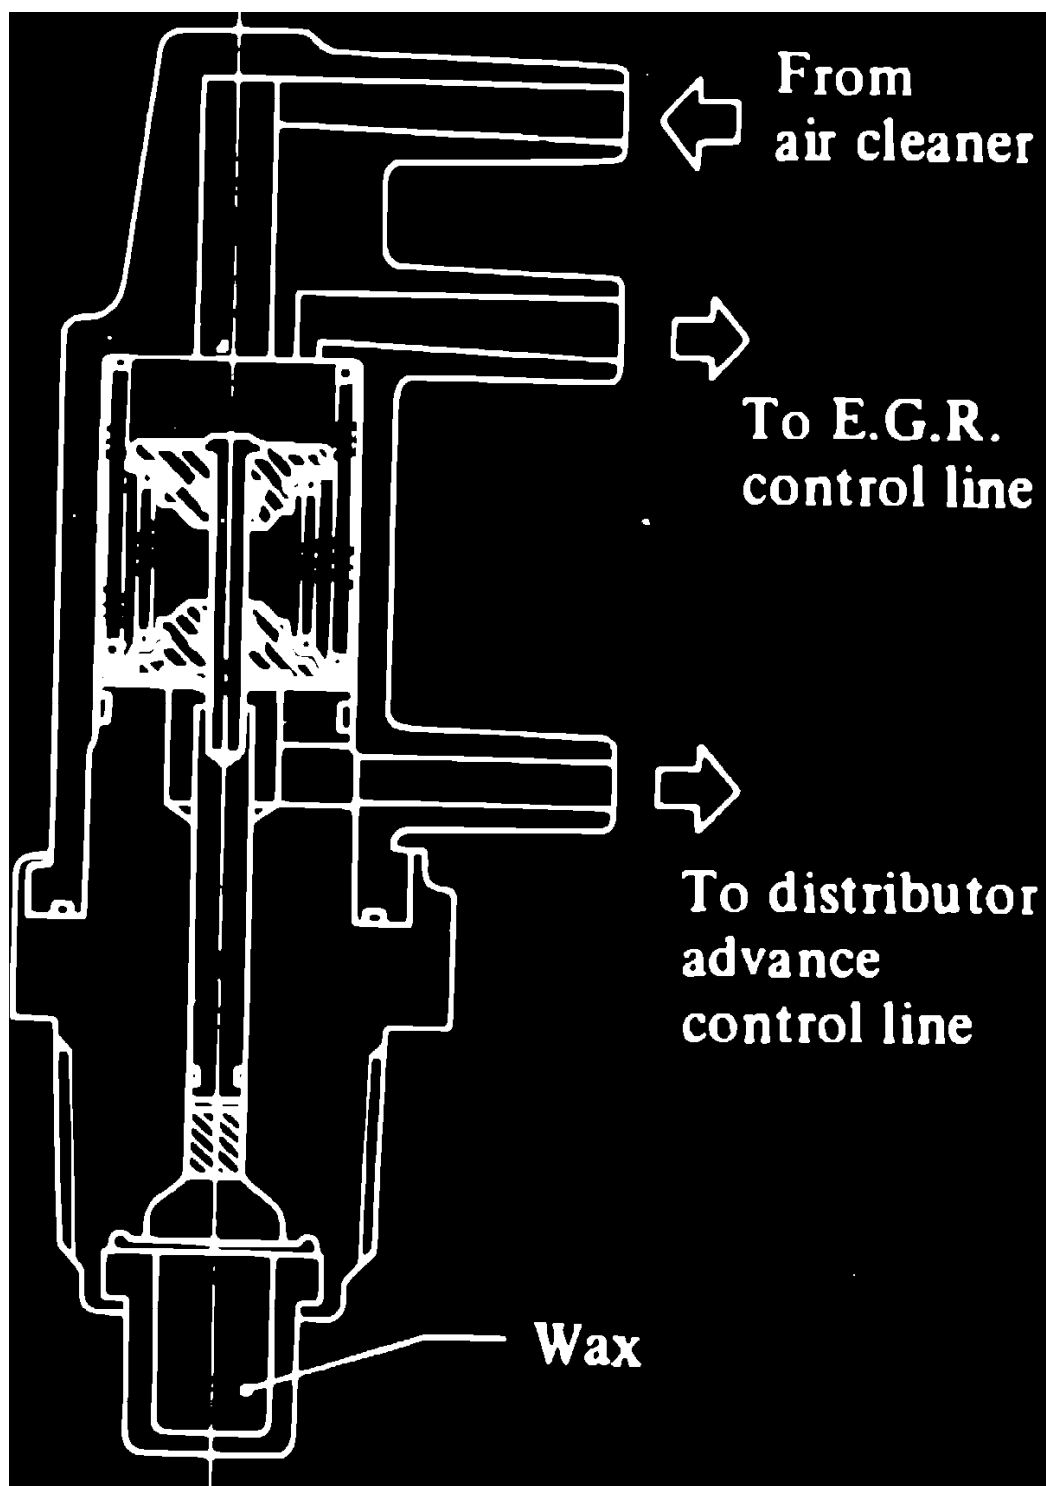 From
air cleaner
To E.G.R.
control line
To distributor
advance
control line
Wax